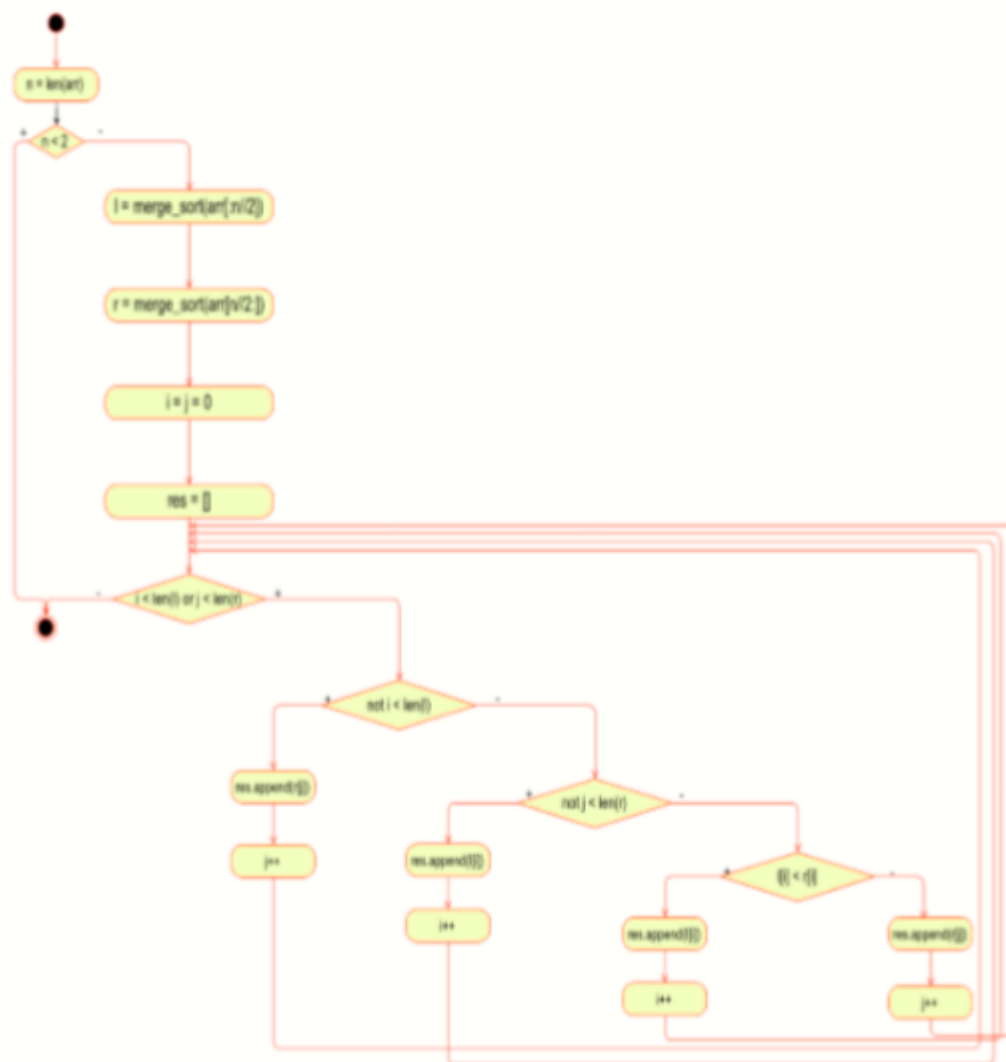 n = len(arr)
+ -
n < 2
l = merge_sort(arr[:n//2])
r = merge_sort(arr[n//2:])
i = j = 0
res = []
- +
i < len(l) or j < len(r)
+ -
not i < len(l)
res.append(r[j])
+ -
not j < len(r)
j++
res.append(l[i])
+ -
i++
res.append(l[i])
res.append(r[j])
i++
j++